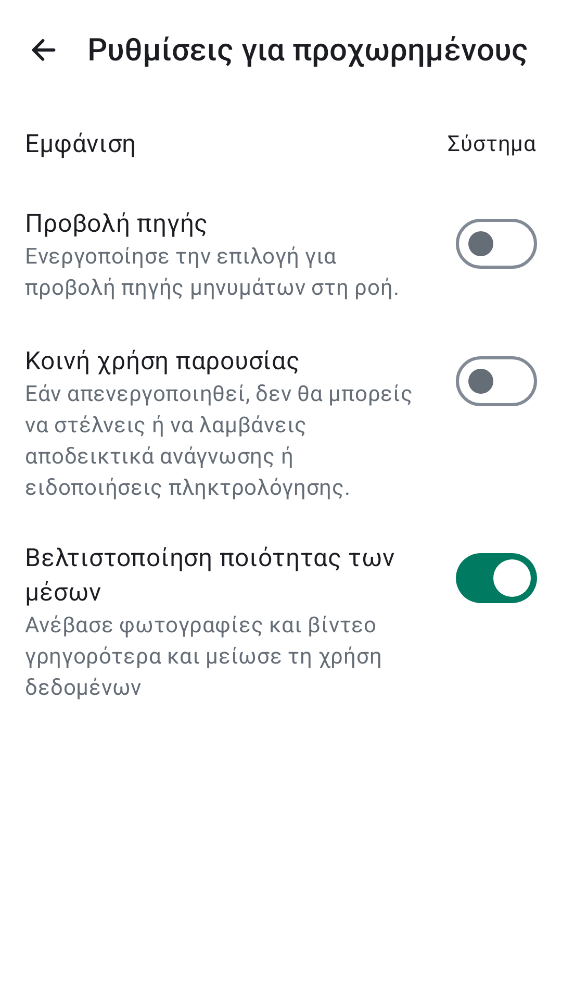 Ρυθμίσεις για προχωρημένους
Εμφάνιση Σύστημα
Προβολή πηγής
Ενεργοποίησε την επιλογή για
προβολή πηγής μηνυμάτων στη ροή.
Κοινή χρήση παρουσίας
Εάν απενεργοποιηθεί, δεν θα μπορείς
να στέλνεις ή να λαμβάνεις
αποδεικτικά ανάγνωσης ή
ειδοποιήσεις πληκτρολόγησης.
Βελτιστοποίηση ποιότητας των
μέσων
Ανέβασε φωτογραφίες και βίντεο
γρηγορότερα και μείωσε τη χρήση
δεδομένων